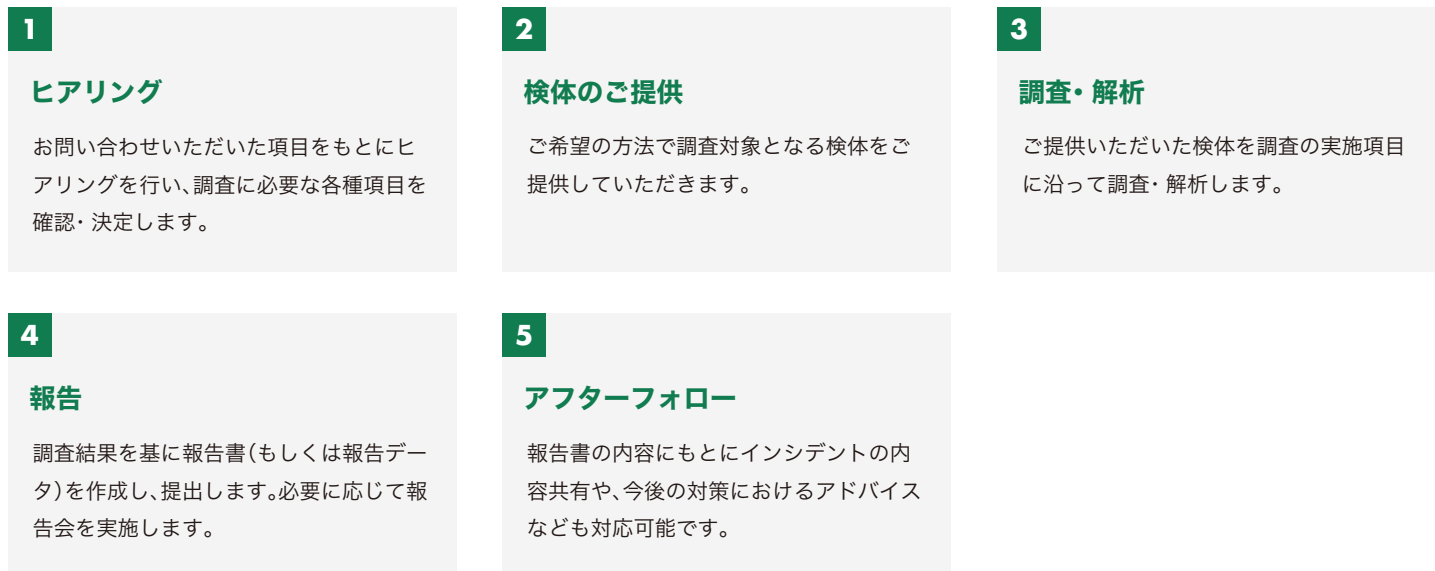 1
ヒアリング
お問い合わせいただいた項目をもとにヒ
アリングを行い、調査に必要な各種項目を
確認・決定します。
2
検体のご提供
ご希望の方法で調査対象となる検体をご
提供していただきます。
3
調査・解析
ご提供いただいた検体を調査の実施項目
に沿って調査・解析します。
4
報告
調査結果を基に報告書(もしくは報告デー
タ)を作成し、提出します。必要に応じて報
告会を実施します。
5
アフターフォロー
報告書の内容にもとにインシデントの内
容共有や、今後の対策におけるアドバイス
なども対応可能です。